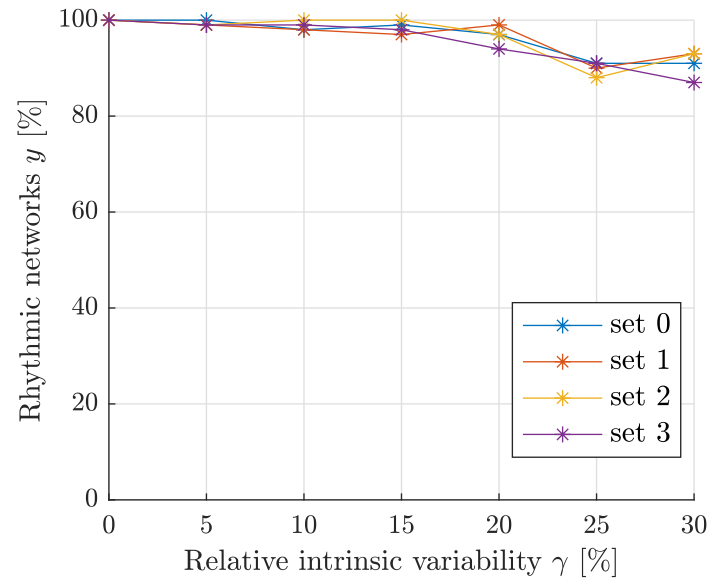 Rhythmic networks y [%]
100
80
60
40
20
0
set 0
set 1
set 2
set 3
0 5 10 15 20 25 30
Relative intrinsic variability γ [%]